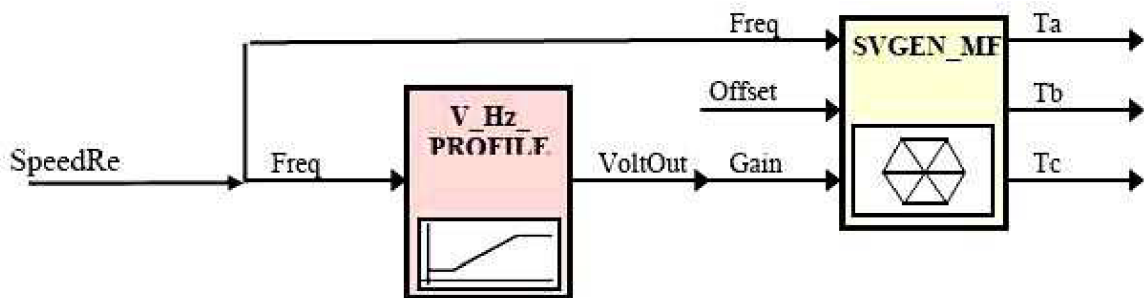 Freq
SVGEN_MF
Ta
Offset
Tb
V_Hz_
PROFILE
SpeedRe
Freq
VoltOut
Gain
Tc